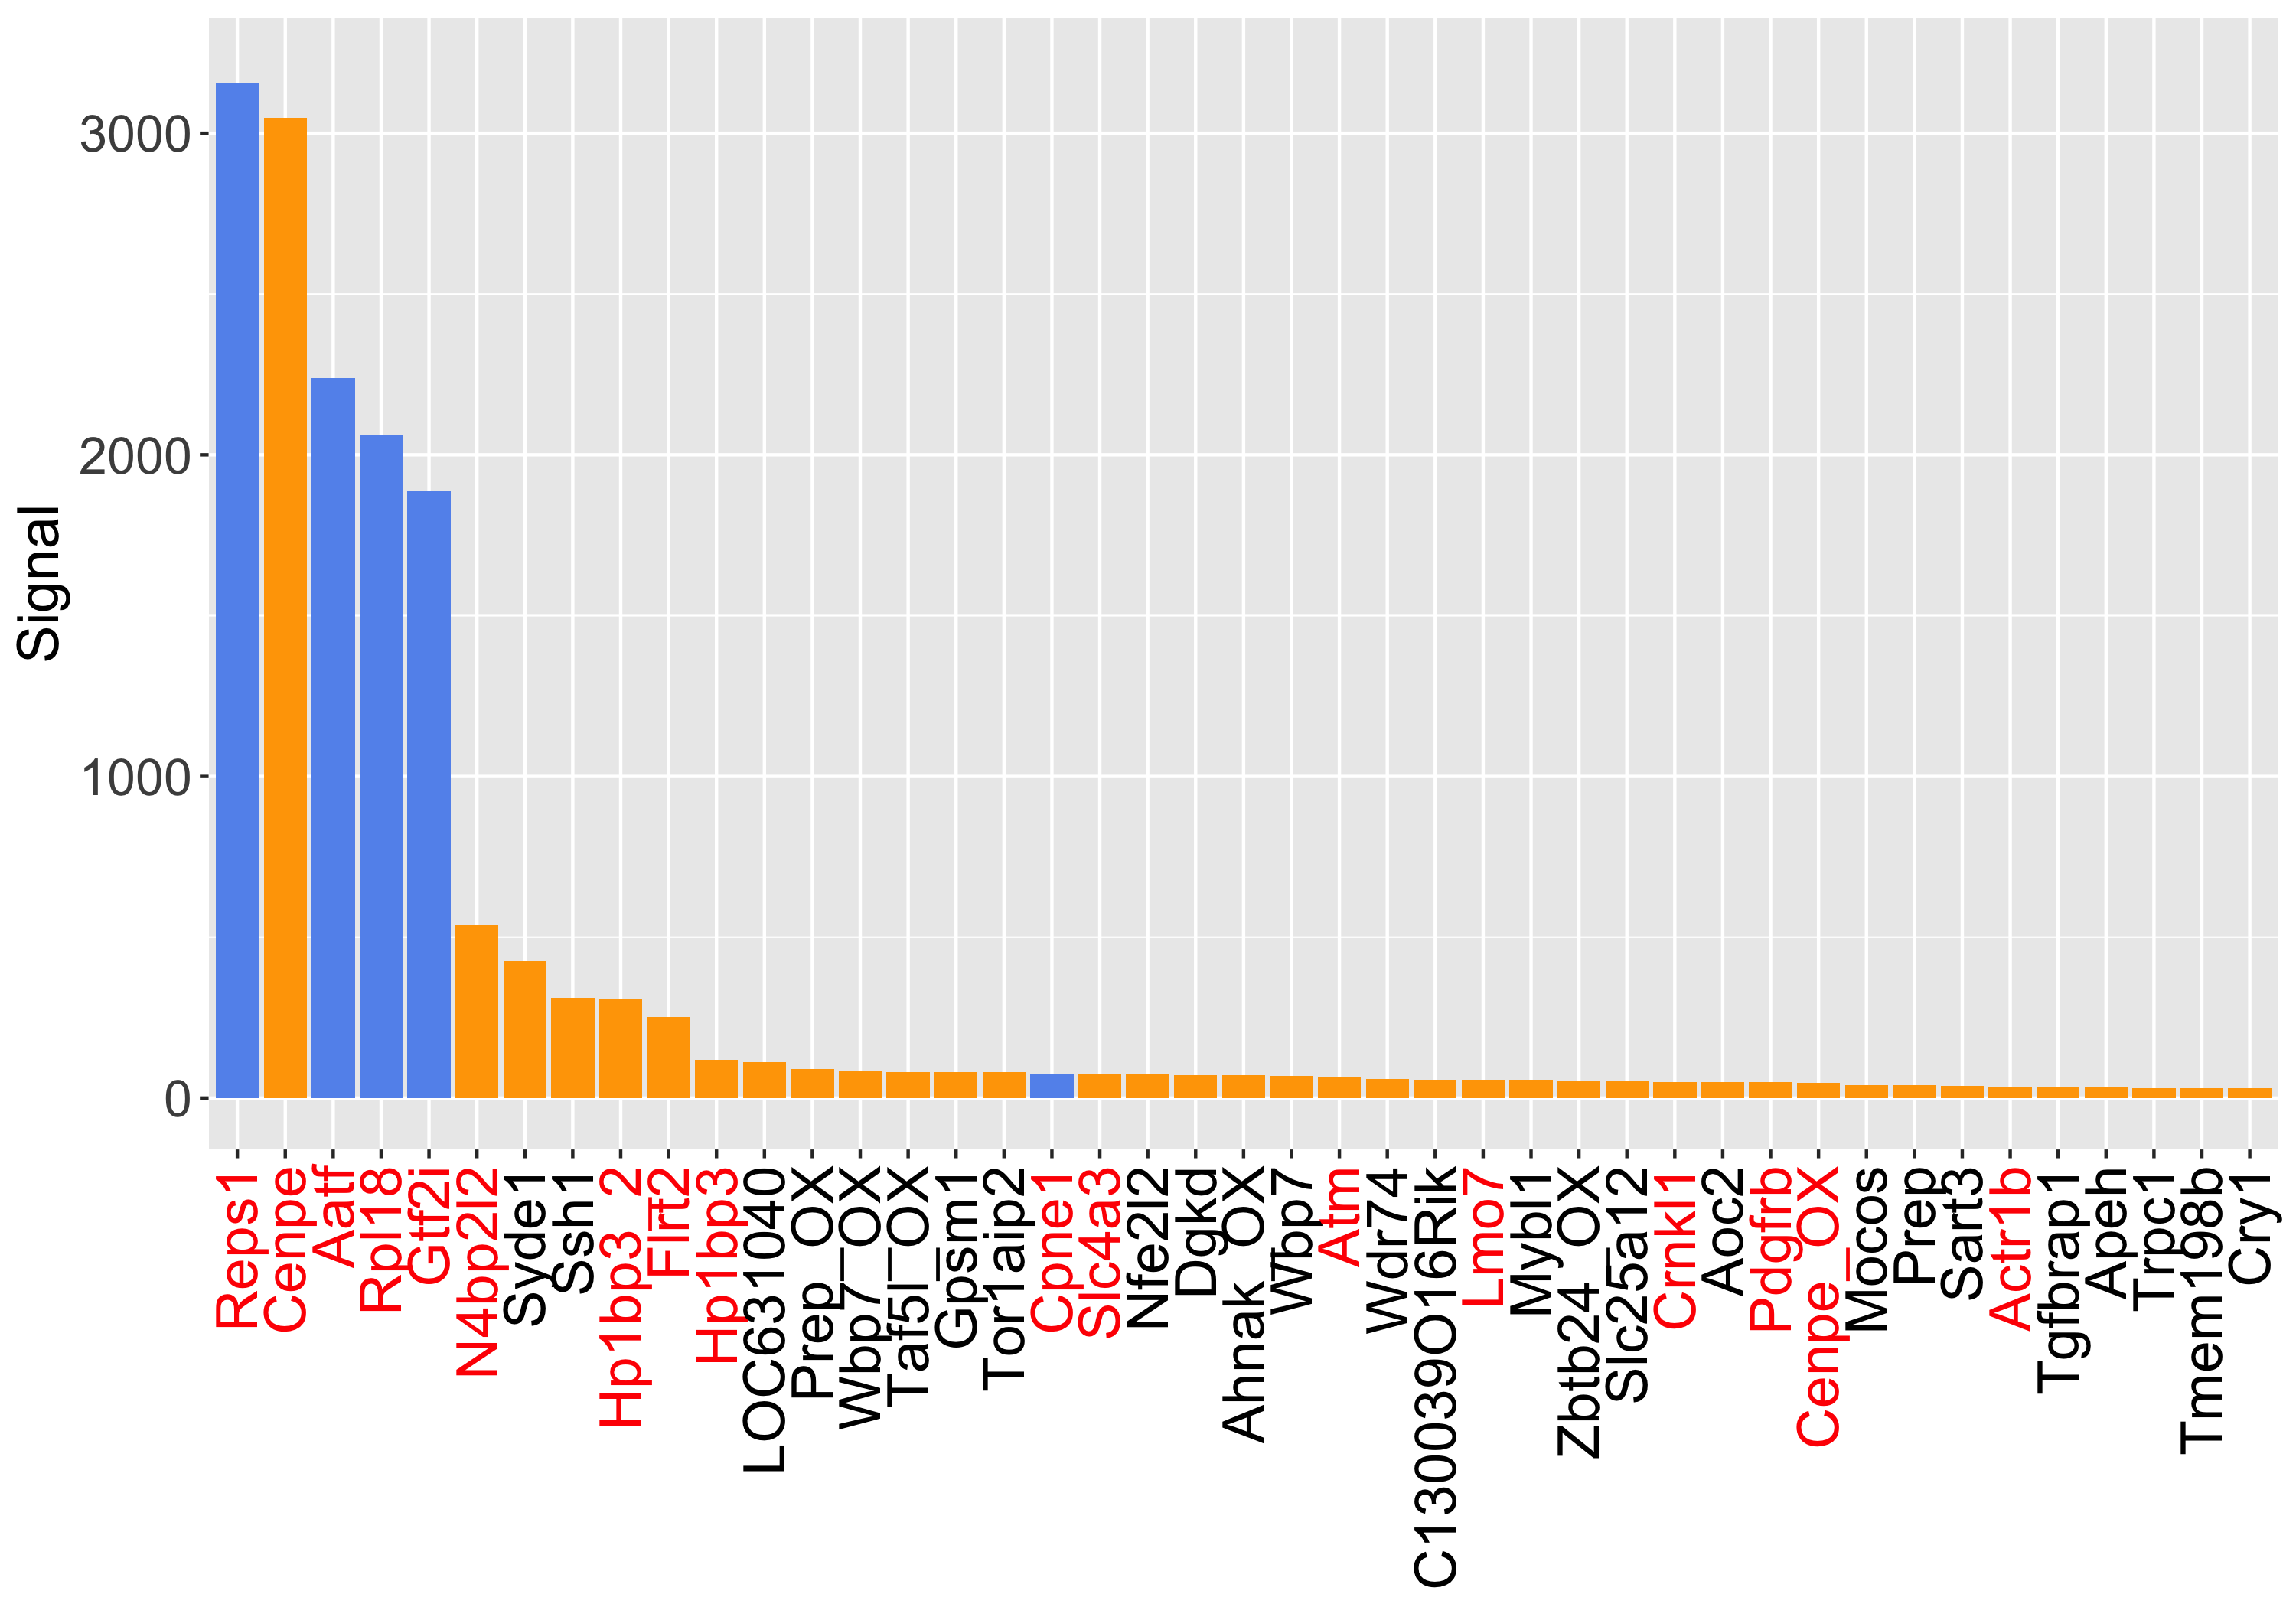 Signal
3000
2000
1000
0
Reps1
Cenpe
Aatf
Rpl18
Gtf2i
N4bp2l2
Syde1
Ssh1
Hp1bp3 2
Flrt2
Hp1bp3
LOC631040
Prep_OX
Wbp7_OX
Taf5l_OX
Gpsm1
Tor1aip2
Cpne1
Slc4a3
Nfe2l2
Dgkd
Ahnak_OX
Wbp7
Atm
Wdr74
C130039O16Rik
Lmo7
Mybl1
Zbtb24_OX
Slc25a12
Crnkl1
Aoc2
Pdgfrb
Cenpe_OX
Mocos
Prep
Sart3
Actr1b
Tgfbrap1
Apeh
Trpc1
Tmem198b
Cry1